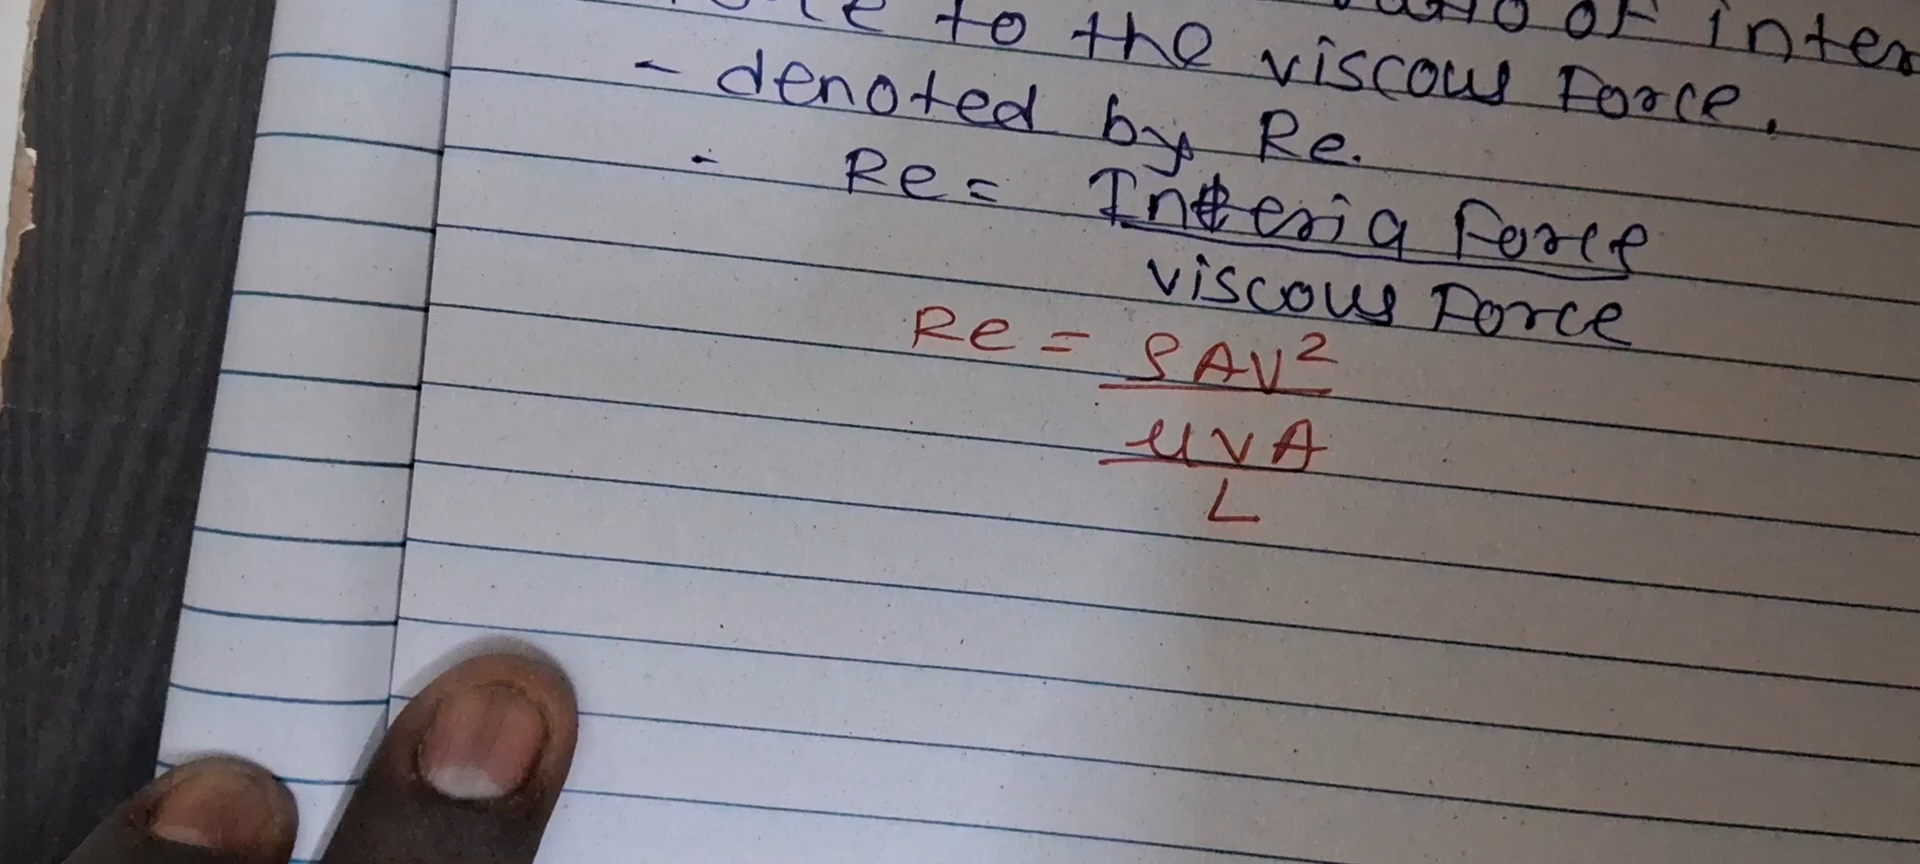 to the viscous Force.
- denoted by Re.
- Re = Interia Force
viscous Force
Re = ρAV²
μVA
L